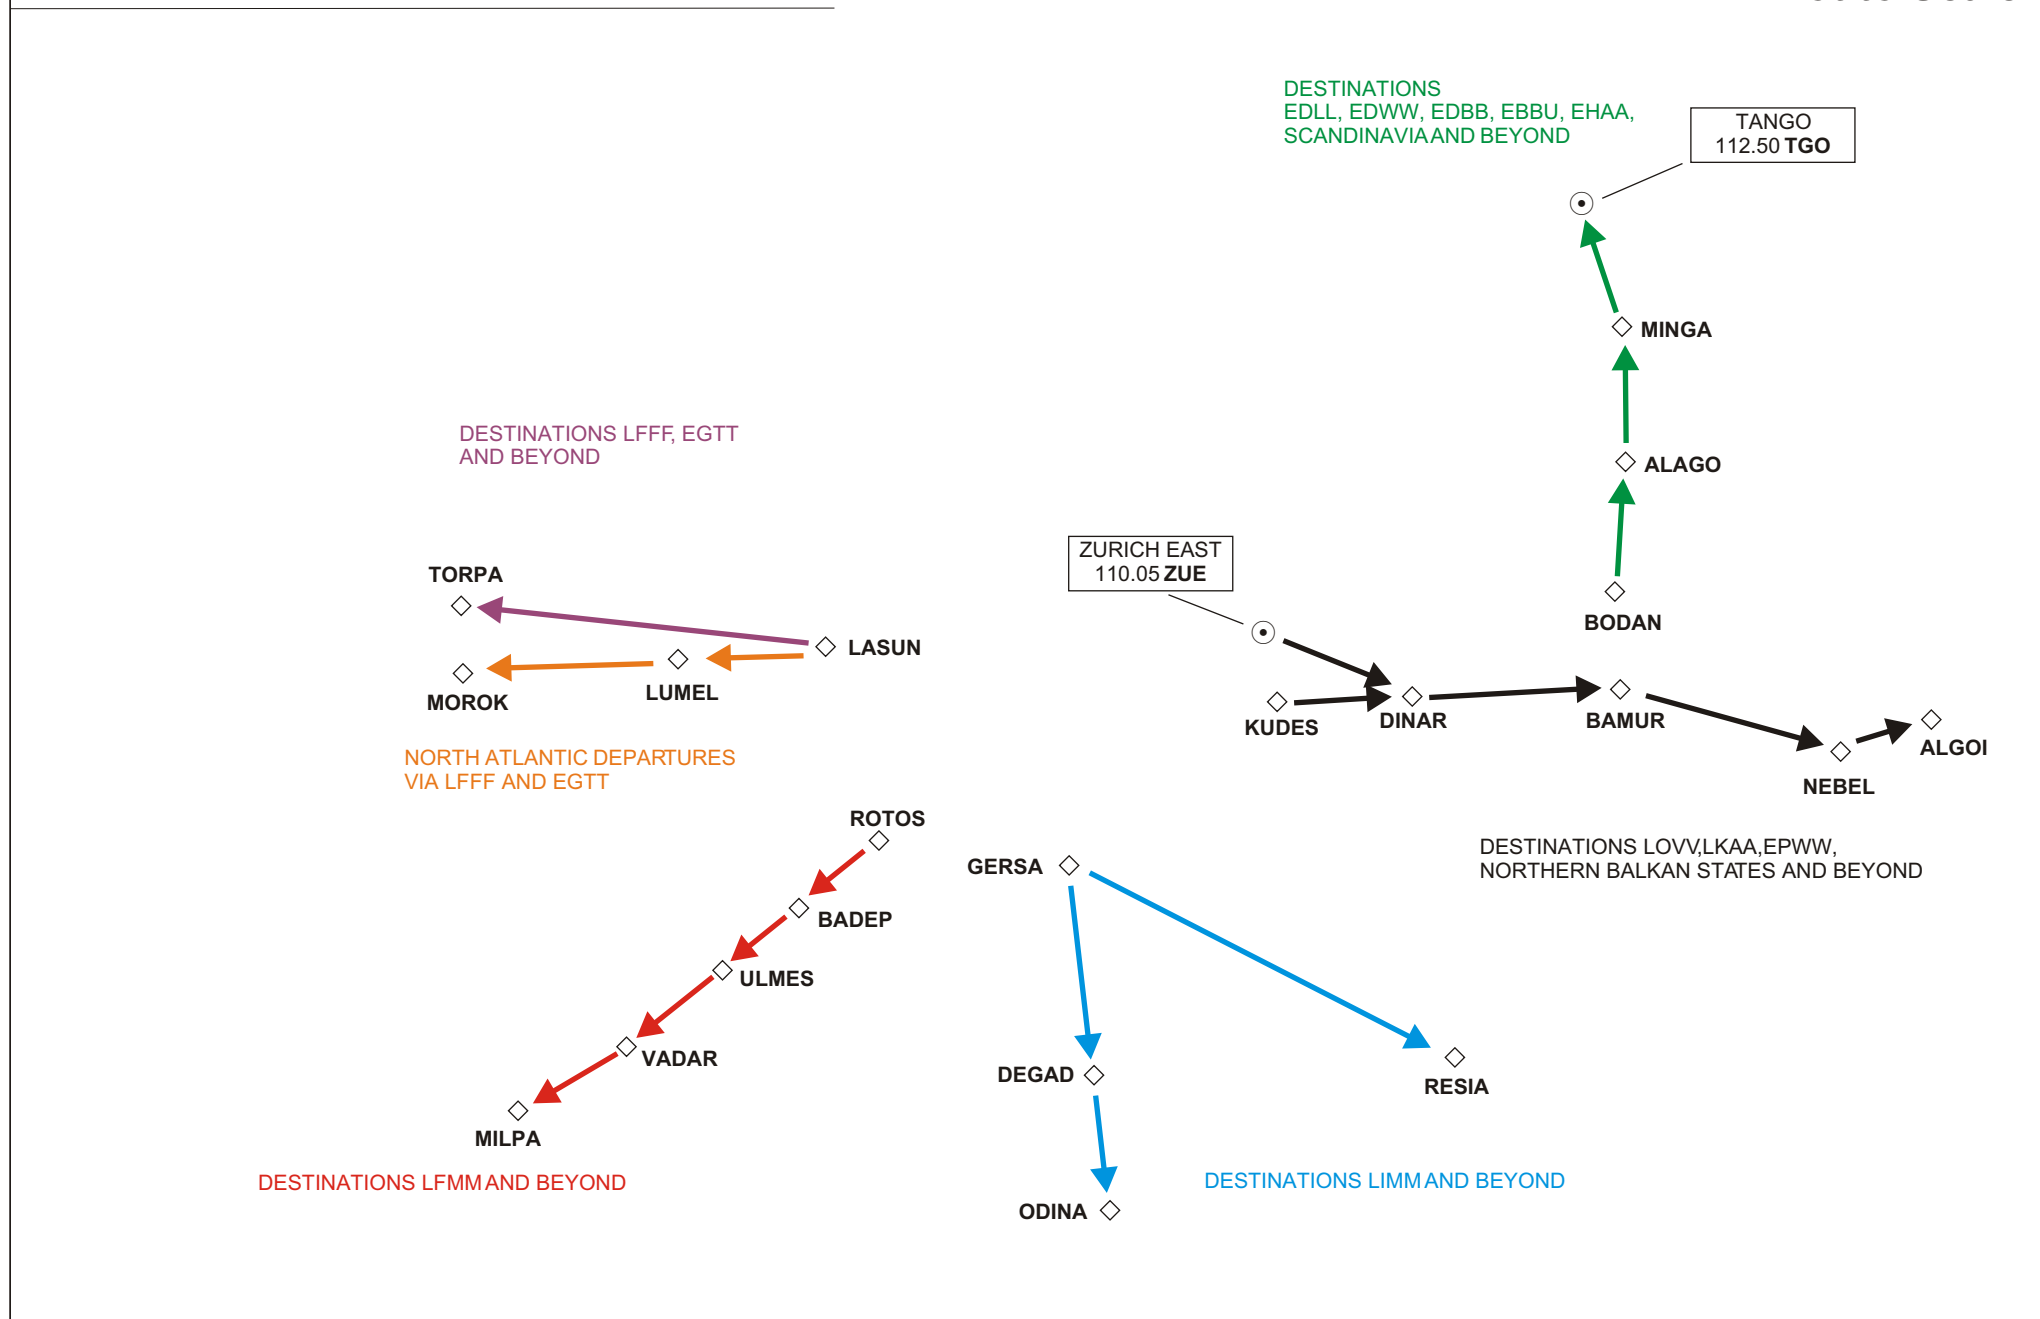 DESTINATIONS
EDLL, EDWW, EDBB, EBBU, EHAA,
SCANDINAVIA AND BEYOND
TANGO
112.50 TGO
MINGA
DESTINATIONS LFFF, EGTT
AND BEYOND
ALAGO
ZURICH EAST
110.05 ZUE
TORPA
BODAN
LASUN
MOROK
LUMEL
KUDES
DINAR
BAMUR
ALGOI
NEBEL
NORTH ATLANTIC DEPARTURES
VIA LFFF AND EGTT
ROTOS
DESTINATIONS LOVV,LKAA,EPWW,
NORTHERN BALKAN STATES AND BEYOND
GERSA
BADEP
ULMES
VADAR
DEGAD
RESIA
MILPA
DESTINATIONS LFMM AND BEYOND
DESTINATIONS LIMM AND BEYOND
ODINA